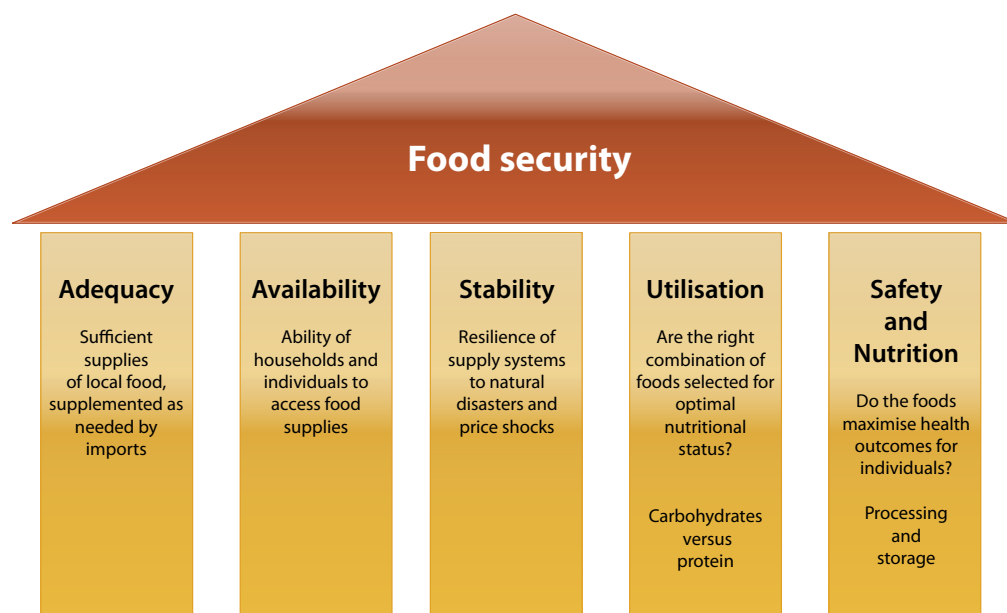 Food security
Adequacy
Sufficient
supplies
of local food,
supplemented as
needed by
imports
Availability
Ability of
households and
individuals to
access food
supplies
Stability
Resilience of
supply systems
to natural
disasters and
price shocks
Utilisation
Are the right
combination of
foods selected for
optimal
nutritional
status?
Carbohydrates
versus
protein
Safety
and
Nutrition
Do the foods
maximise health
outcomes for
individuals?
Processing
and
storage